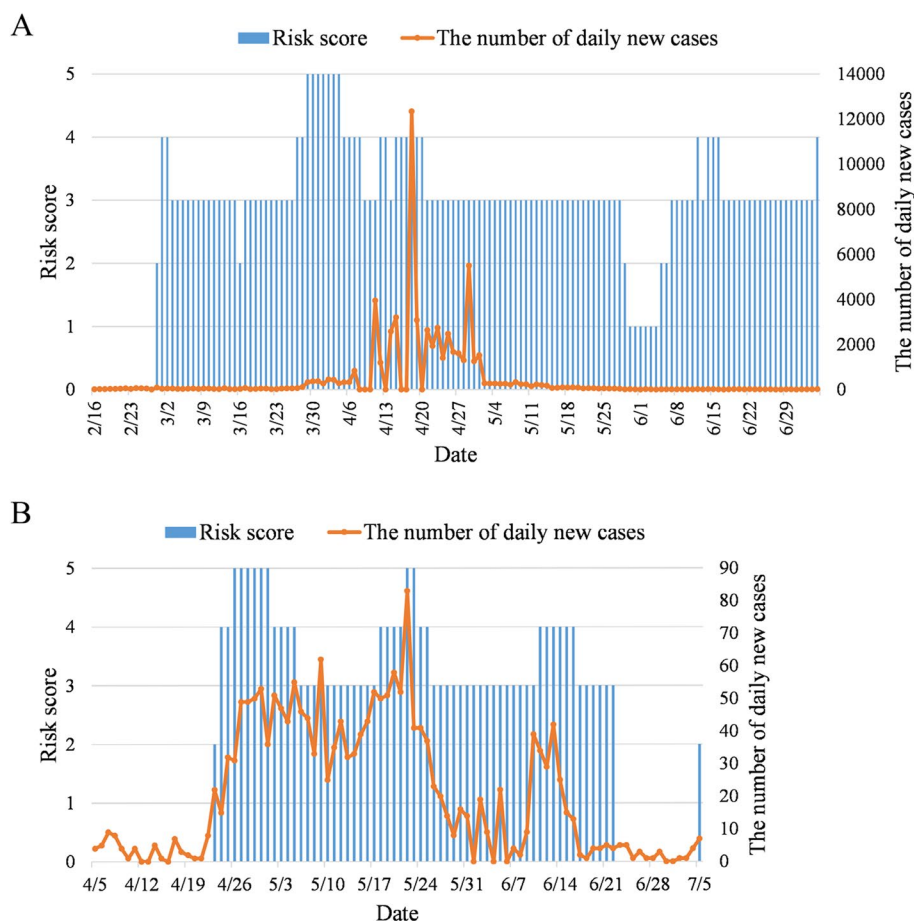 A
Risk score The number of daily new cases
5
4
3
2
1
0
Risk score
14000
12000
10000
8000
6000
4000
2000
0
The number of daily new cases
2/16 2/23 3/2 3/9 3/16 3/23 3/30 4/6 4/13 4/20 4/27 5/4 5/11 5/18 5/25 6/1 6/8 6/15 6/22 6/29
Date
B
Risk score The number of daily new cases
5
4
3
2
1
0
Risk score
90
80
70
60
50
40
30
20
10
0
The number of daily new cases
4/5 4/12 4/19 4/26 5/3 5/10 5/17 5/24 5/31 6/7 6/14 6/21 6/28 7/5
Date